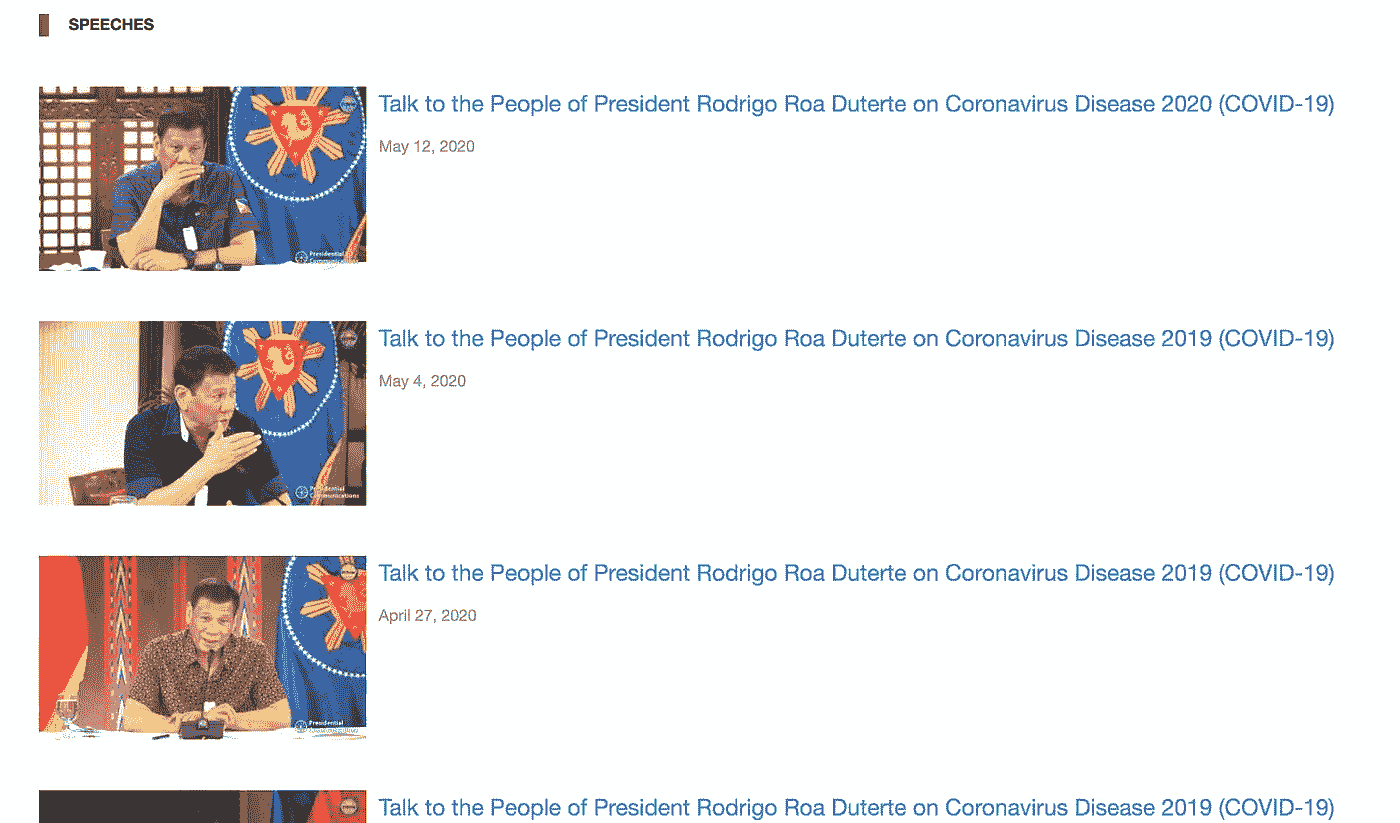 SPEECHES
Talk to the People of President Rodrigo Roa Duterte on Coronavirus Disease 2020 (COVID-19)
May 12, 2020
Presidential
Communications
Talk to the People of President Rodrigo Roa Duterte on Coronavirus Disease 2019 (COVID-19)
May 4, 2020
Presidential
Communications
Talk to the People of President Rodrigo Roa Duterte on Coronavirus Disease 2019 (COVID-19)
April 27, 2020
Presidential
Communications
Talk to the People of President Rodrigo Roa Duterte on Coronavirus Disease 2019 (COVID-19)